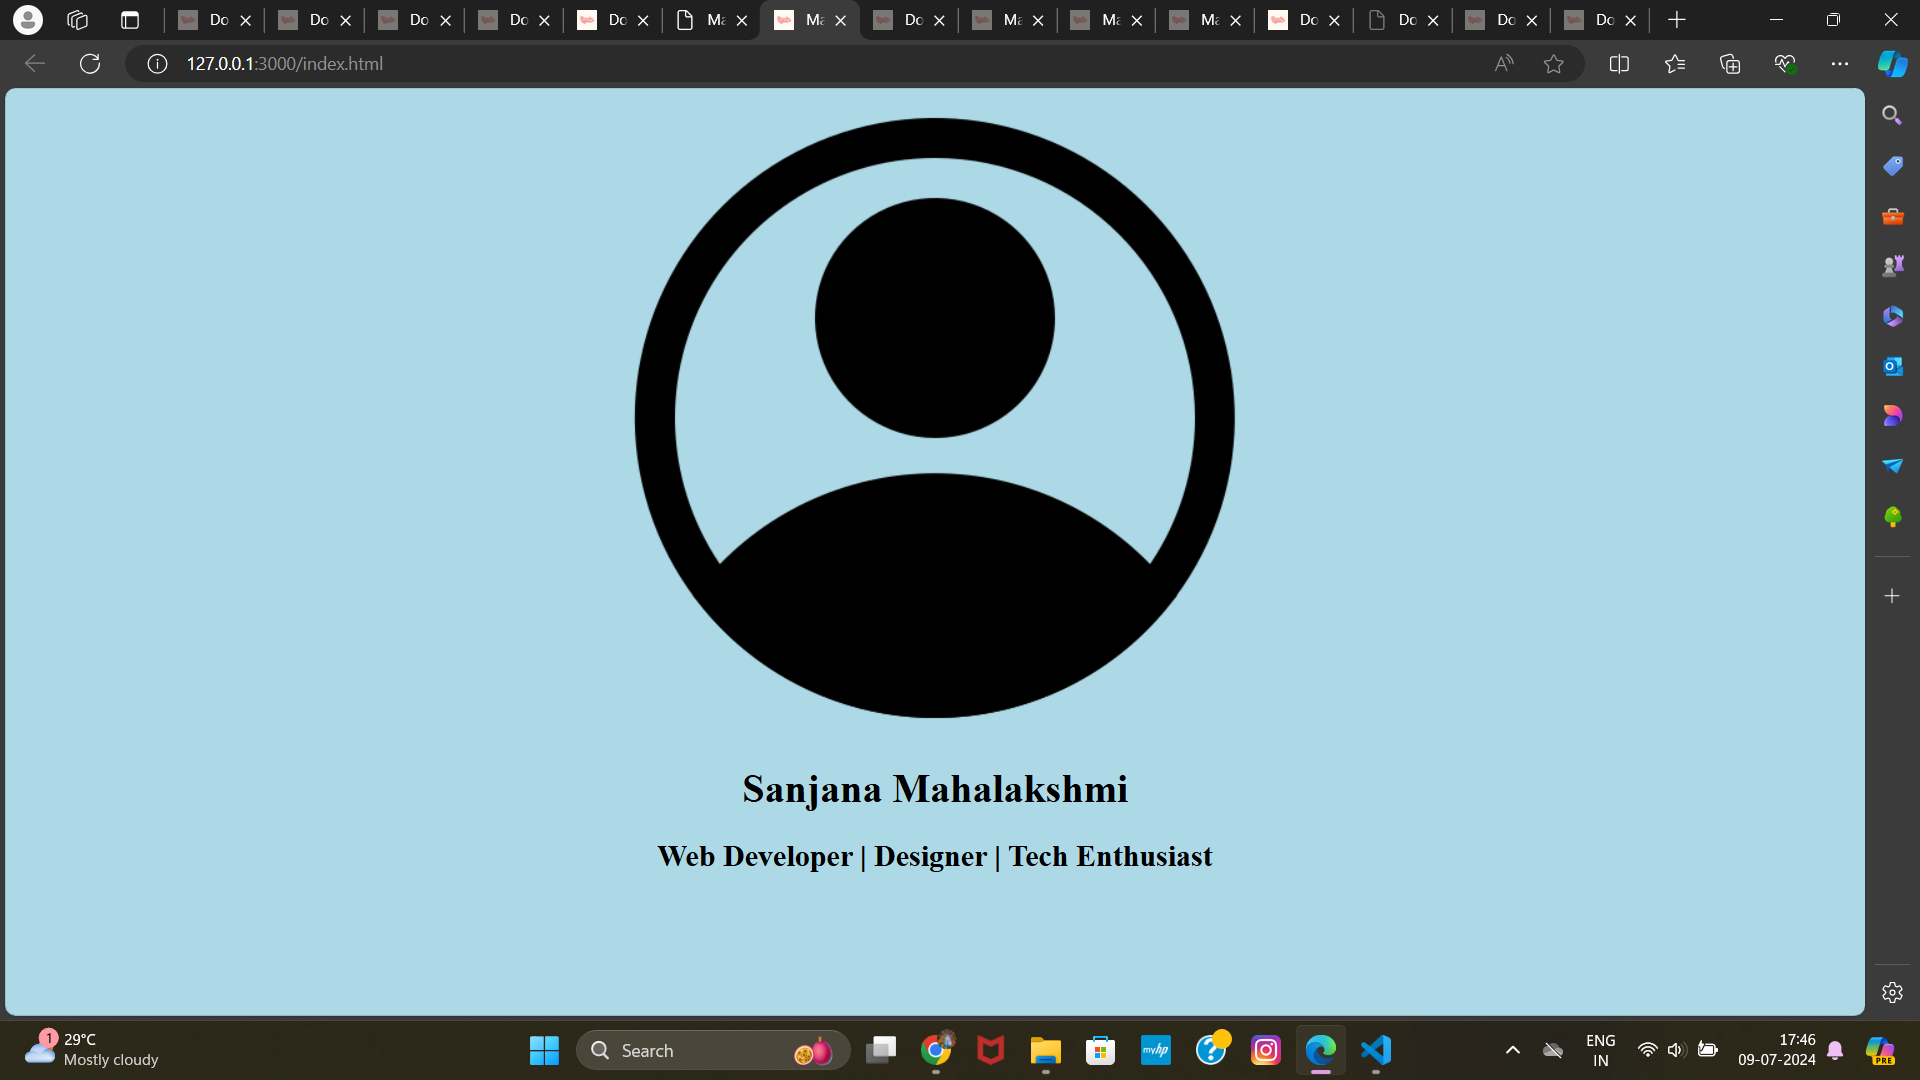 Do Do Do Do Do Ma Ma Do Ma Ma Ma Do Do Do Do
127.0.0.1:3000/index.html
Sanjana Mahalakshmi
Web Developer | Designer | Tech Enthusiast
1
29°C
Mostly cloudy
Search
myhp
ENG
IN
17:46
09-07-2024
PRE